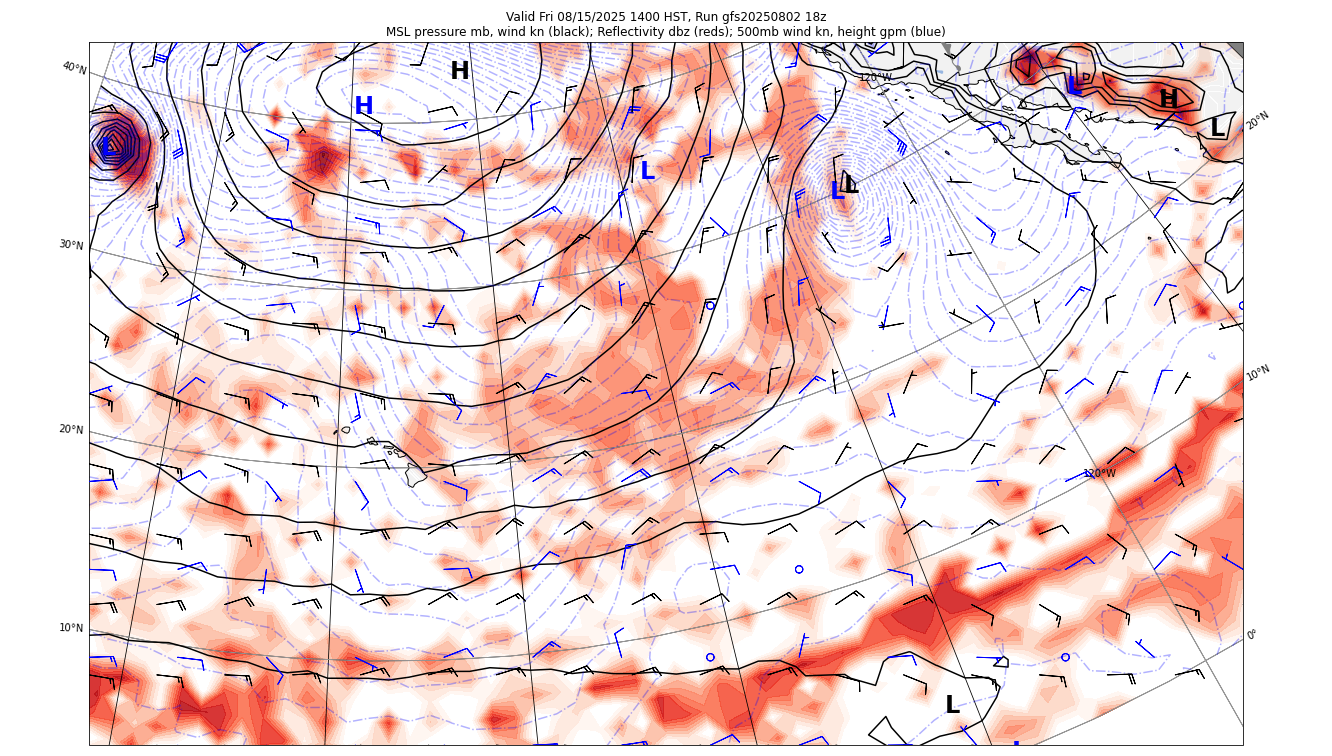 Valid Fri 08/15/2025 1400 HST, Run gfs20250802 18z
MSL pressure mb, wind kn (black); Reflectivity dbz (reds); 500mb wind kn, height gpm (blue)
40°N
H
H
120°W
L
H
L
20°N
L
L
L
L
30°N
10°N
20°N
120°W
10°N
0°
L
L